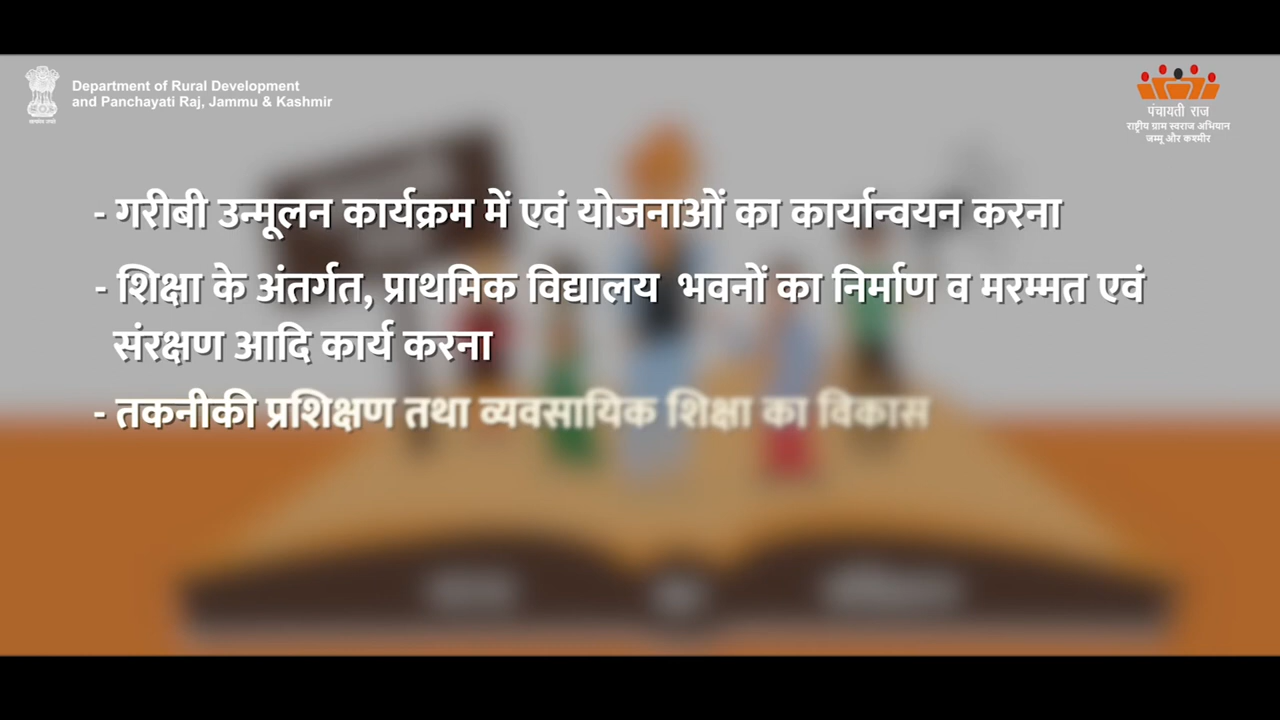 Department of Rural Development
and Panchayati Raj, Jammu & Kashmir
पंचायती राज
राष्ट्रीय ग्राम स्वराज अभियान
जम्मू और कश्मीर
- गरीबी उन्मूलन कार्यक्रम में एवं योजनाओं का कार्यान्वयन करना
- शिक्षा के अंतर्गत, प्राथमिक विद्यालय भवनों का निर्माण व मरम्मत एवं
संरक्षण आदि कार्य करना
- तकनीकी प्रशिक्षण तथा व्यवसायिक शिक्षा का विकास